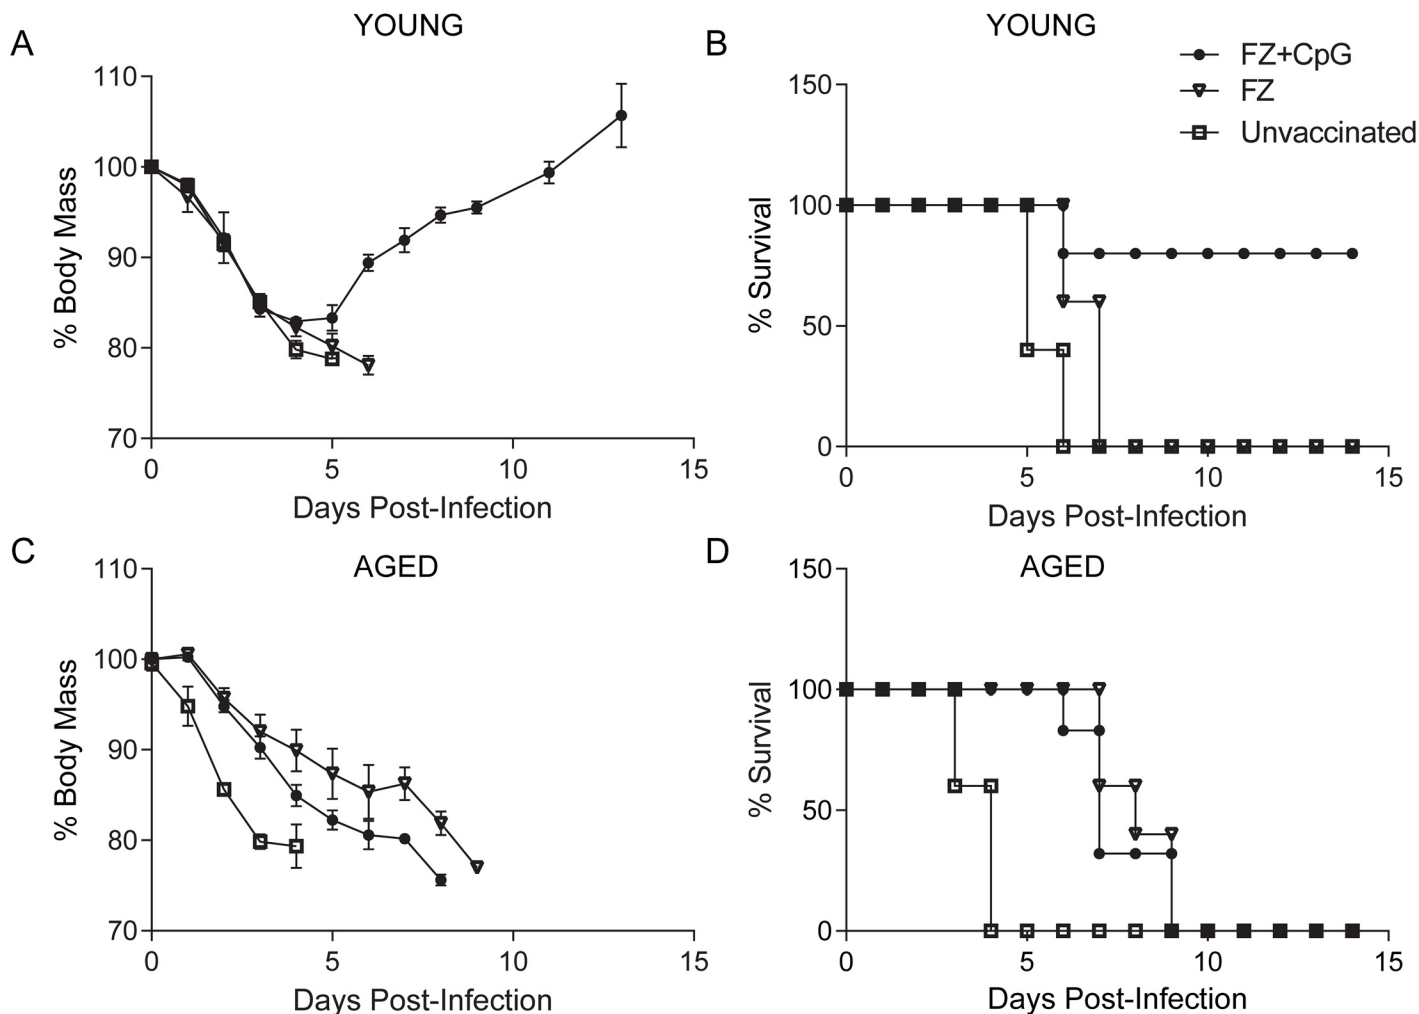 A
YOUNG
110
100
90
80
70
% Body Mass
0 5 10 15
Days Post-Infection
B
YOUNG
FZ+CpG
FZ
Unvaccinated
150
100
50
0
% Survival
0 5 10 15
Days Post-Infection
C
AGED
110
100
90
80
70
% Body Mass
0 5 10 15
Days Post-Infection
D
AGED
150
100
50
0
% Survival
0 5 10 15
Days Post-Infection